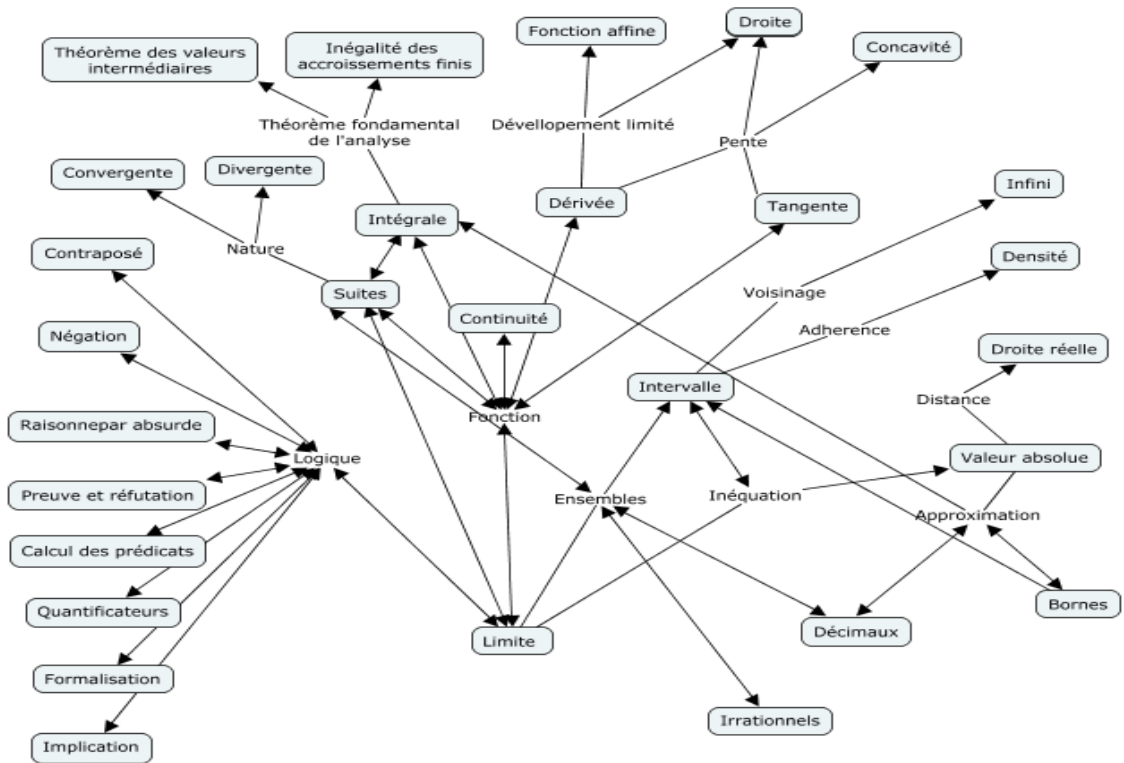 Fonction affine
Droite
Théorème des valeurs
intermédiaires
Inégalité des
accroissements finis
Concavité
Théorème fondamental
de l'analyse
Dévellopement limité
Pente
Convergente
Divergente
Infini
Intégrale
Dérivée
Tangente
Contraposé
Nature
Densité
Suites
Voisinage
Continuité
Adherence
Négation
Droite réelle
Intervalle
Distance
Fonction
Raisonnepar absurde
Logique
Valeur absolue
Preuve et réfutation
Ensembles
Inéquation
Approximation
Calcul des prédicats
Quantificateurs
Bornes
Limite
Décimaux
Formalisation
Irrationnels
Implication